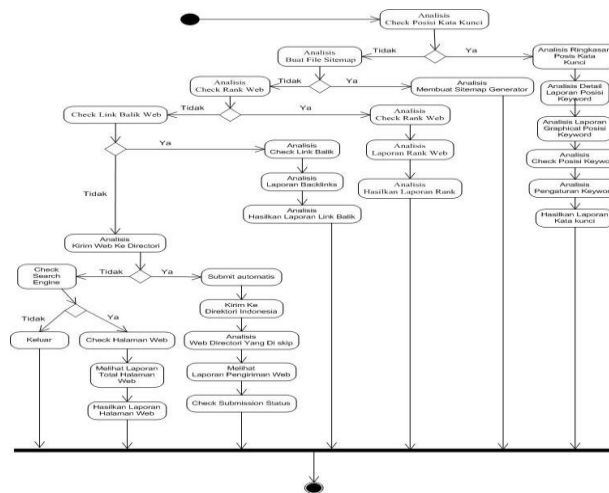 Analisis
Check Posisi Kata Kunci
Tidak
Ya
Analisis
Buat File Sitemap
Analisis Ringkasan
Posis Kata
Kunci
Tidak
Ya
Analisis
Check Rank Web
Analisis
Membuat Sitemap Generator
Analisis Detail
Laporan Posisi
Keyword
Tidak
Ya
Check Link Balik Web
Analisis
Check Rank Web
Analisis Laporan
Graphical Posisi
Keyword
Ya
Analisis
Check Link Balik
Analisis
Laporan Rank Web
Analisis
Check Posisi Keywor
Analisis
Laporan Backlinks
Analisis
Hasilkan Laporan Rank
Analisis
Pengaturan Keywor
Tidak
Analisis
Hasilkan Laporan Link Balik
Hasilkan Laporan
Kata kunci
Analisis
Kirim Web Ke Directori
Check
Search
Engine
Tidak
Ya
Submit automatis
Tidak
Ya
Kirim Ke
Direktori Indonesia
Keluar
Check Halaman Web
Analisis
Web Directori Yang Di skip
Melihat Laporan
Total Halaman
Web
Melihat
Laporan Pengiriman Web
Hasilkan Laporan
Halaman Web
Check Submission Status